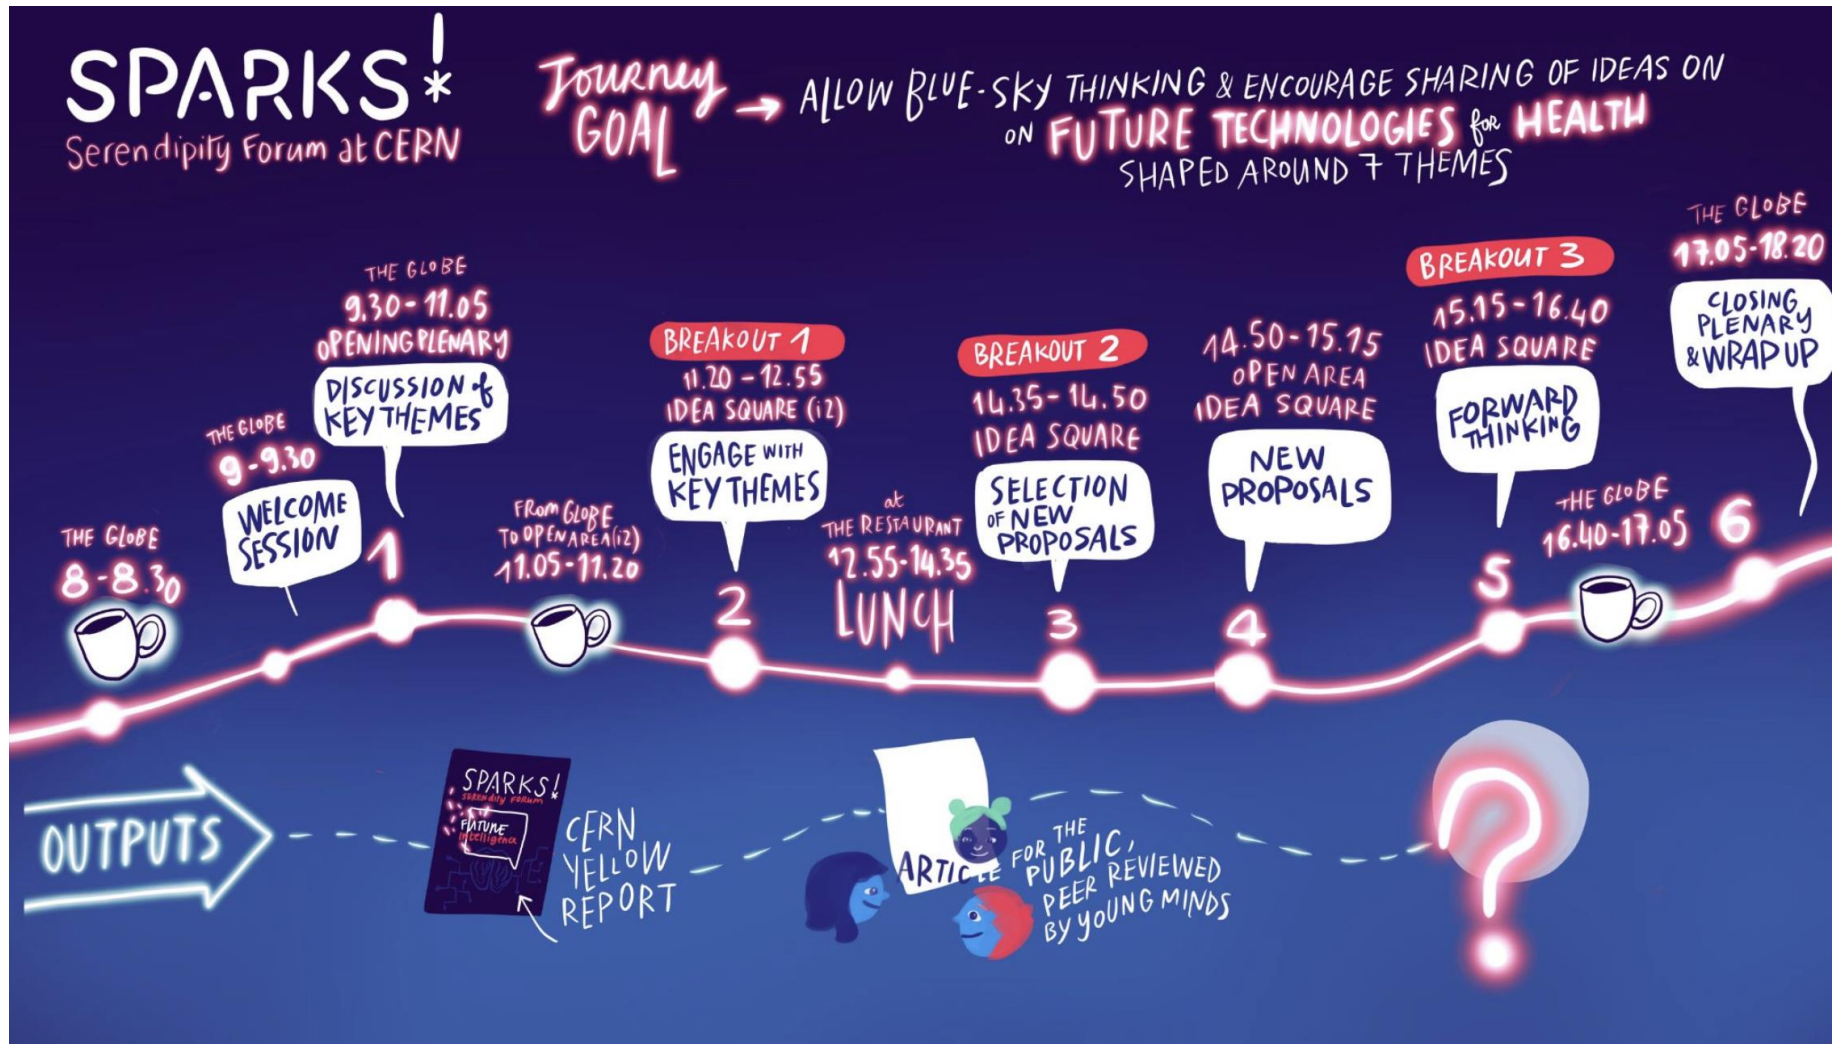 SPARKS!*
Serendipity Forum at CERN
Journey
GOAL
→ ALLOW BLUE-SKY THINKING & ENCOURAGE SHARING OF IDEAS ON
ON FUTURE TECHNOLOGIES for HEALTH
SHAPED AROUND 7 THEMES
THE GLOBE
8-8.30
THE GLOBE
9-9.30
WELCOME
SESSION
THE GLOBE
9.30-11.05
OPENING PLENARY
DISCUSSION of
KEY THEMES
1
FROM GLOBE
TO OPEN AREA (i2)
11.05-11.20
BREAKOUT 1
11.20-12.55
IDEA SQUARE (i2)
ENGAGE WITH
KEY THEMES
2
at
THE RESTAURANT
12.55-14.35
LUNCH
BREAKOUT 2
14.35-14.50
IDEA SQUARE
SELECTION
OF NEW
PROPOSALS
3
14.50-15.15
OPEN AREA
IDEA SQUARE
NEW
PROPOSALS
4
BREAKOUT 3
15.15-16.40
IDEA SQUARE
FORWARD
THINKING
5
THE GLOBE
16.40-17.05
THE GLOBE
17.05-18.20
CLOSING
PLENARY
& WRAP UP
6
OUTPUTS
SPARKS!
Serendity Forum
FUTURE
Intelligence
CERN
YELLOW
REPORT
ARTICLE
FOR THE
PUBLIC,
PEER REVIEWED
BY YOUNG MINDS
?